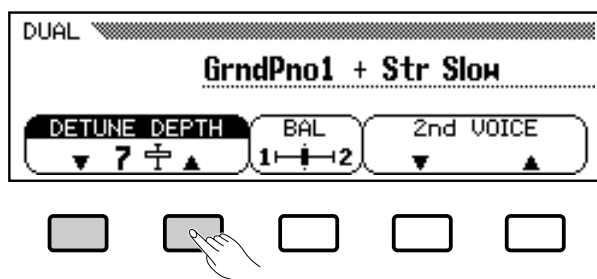 DUAL
GrndPno1 + Str Slow
DETUNE DEPTH BAL 2nd VOICE
▼ 7 ▲ 1 2 ▼ ▲